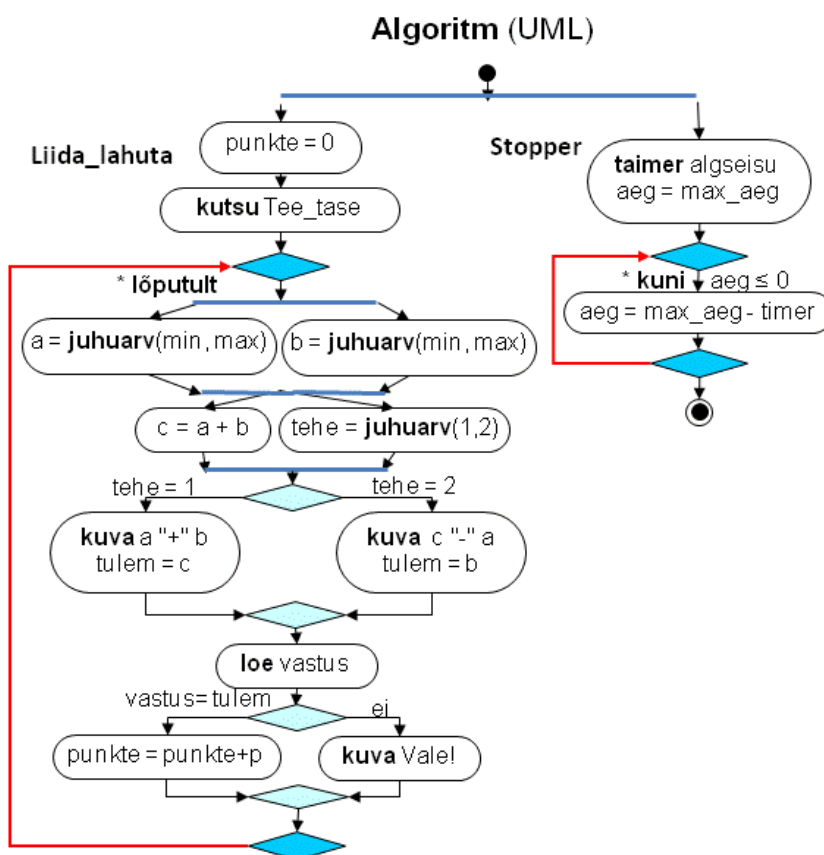 Algoritm (UML)
Liida_lahuta
punkte = 0
kutsu Tee_tase
* lõputult
a = juhuarv(min, max)
b = juhuarv(min, max)
c = a + b
tehe = juhuarv(1,2)
tehe = 1
tehe = 2
kuva a "+" b
tulem = c
kuva c "-" a
tulem = b
loe vastus
vastus= tulem
ei
punkte = punkte+p
kuva Vale!
Stopper
taimer algseisu
aeg = max_aeg
* kuni aeg ≤ 0
aeg = max_aeg - timer